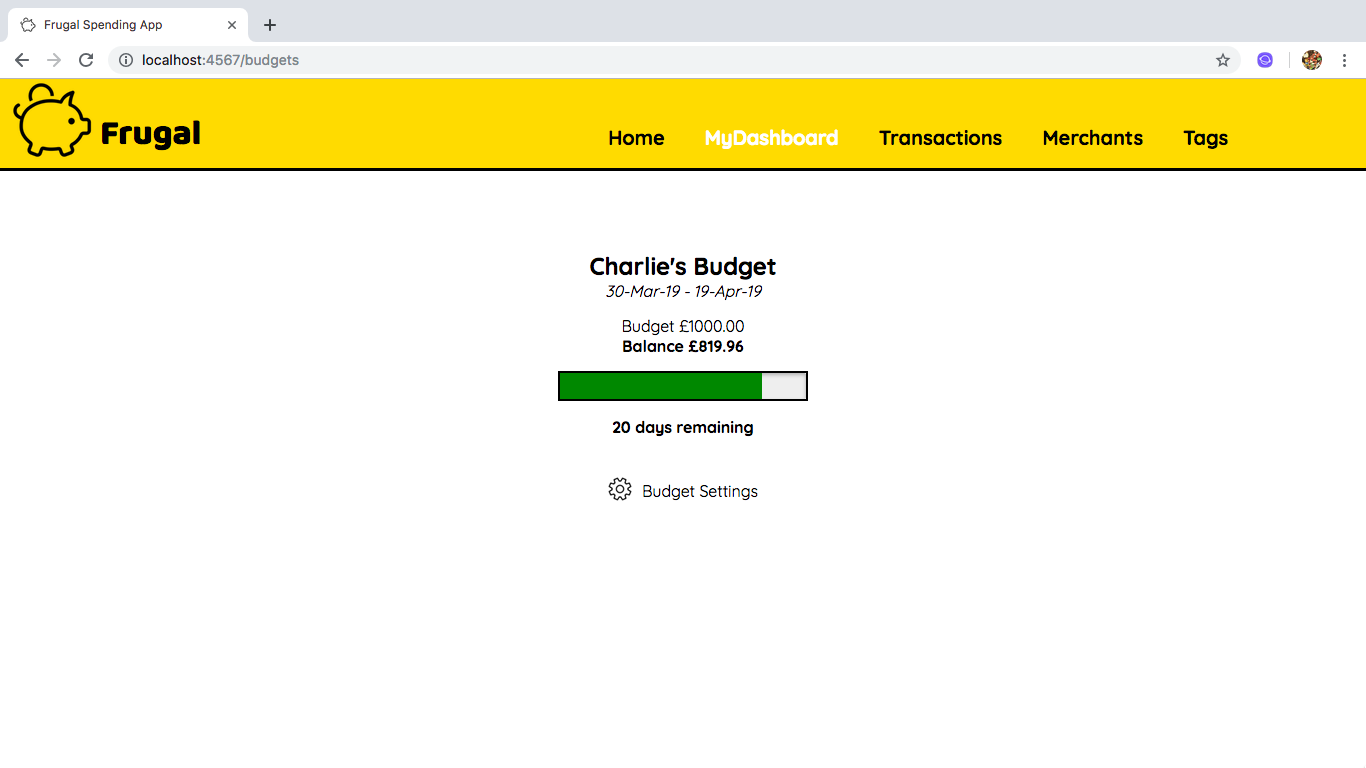 Frugal Spending App
localhost:4567/budgets
Frugal
Home MyDashboard Transactions Merchants Tags
Charlie's Budget
30-Mar-19 - 19-Apr-19
Budget £1000.00
Balance £819.96
20 days remaining
Budget Settings